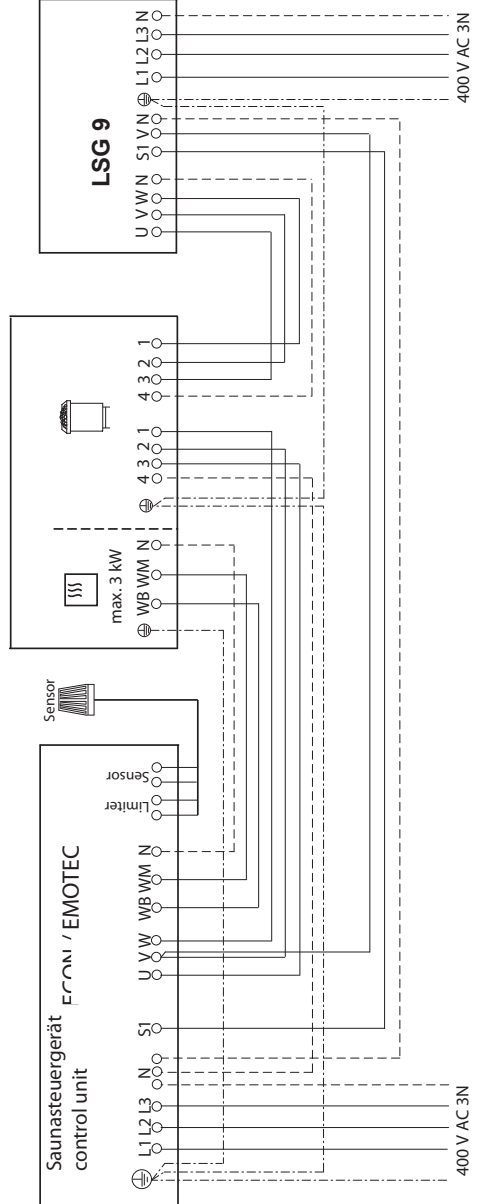 Saunasteuergerät
control unit
ECON / EMOTEC
L1 L2 L3 N S1 U V W WB WM N
Limiter
Sensor
400 V AC 3N
Sensor
max. 3 kW
WB WM N
4 3 2 1
4 3 2 1
LSG 9
U V W N S1 V N L1 L2 L3 N
400 V AC 3N